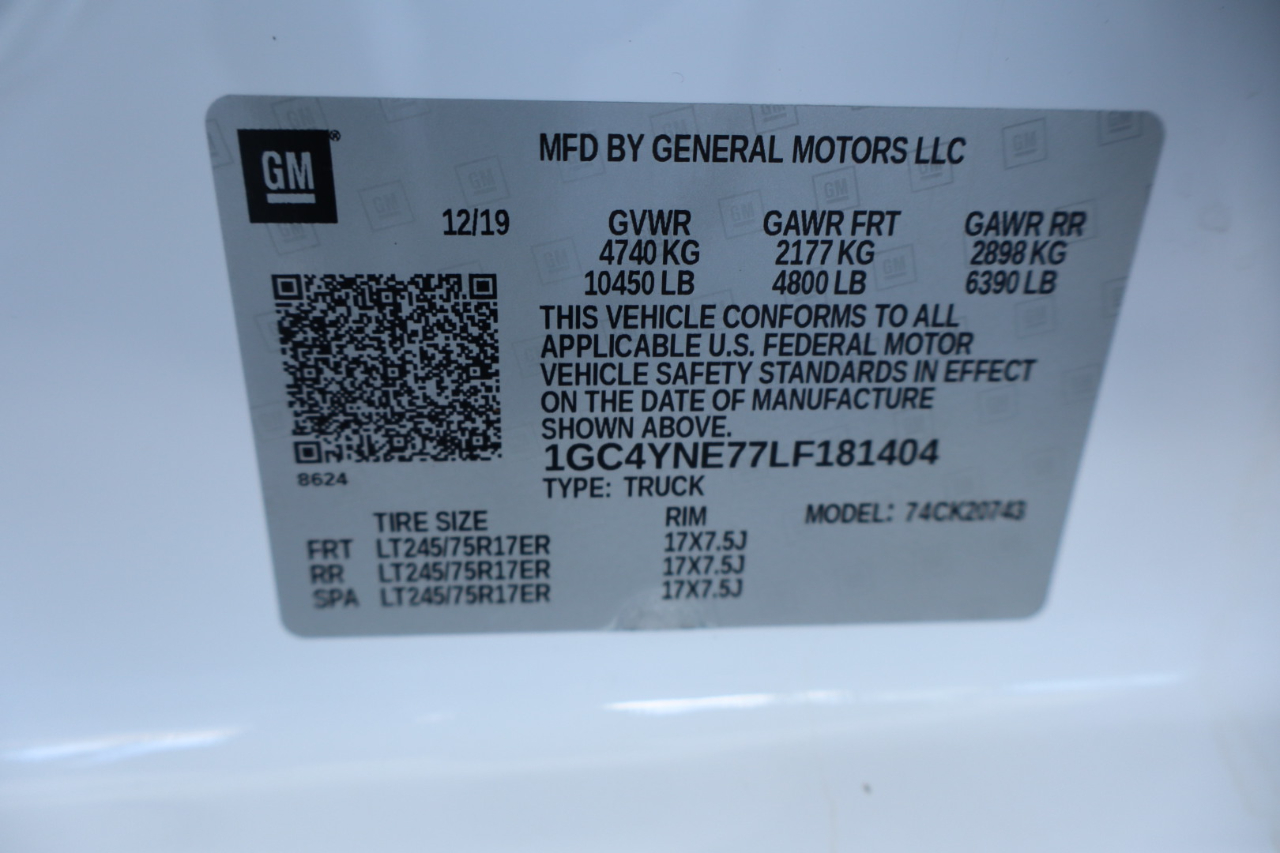 GM®
MFD BY GENERAL MOTORS LLC
12/19 GVWR GAWR FRT GAWR RR
4740 KG 2177 KG 2898 KG
10450 LB 4800 LB 6390 LB
THIS VEHICLE CONFORMS TO ALL
APPLICABLE U.S. FEDERAL MOTOR
VEHICLE SAFETY STANDARDS IN EFFECT
ON THE DATE OF MANUFACTURE
SHOWN ABOVE.
1GC4YNE77LF181404
8624
TYPE: TRUCK
TIRE SIZE RIM MODEL: 74CK20743
FRT LT245/75R17ER 17X7.5J
RR LT245/75R17ER 17X7.5J
SPA LT245/75R17ER 17X7.5J